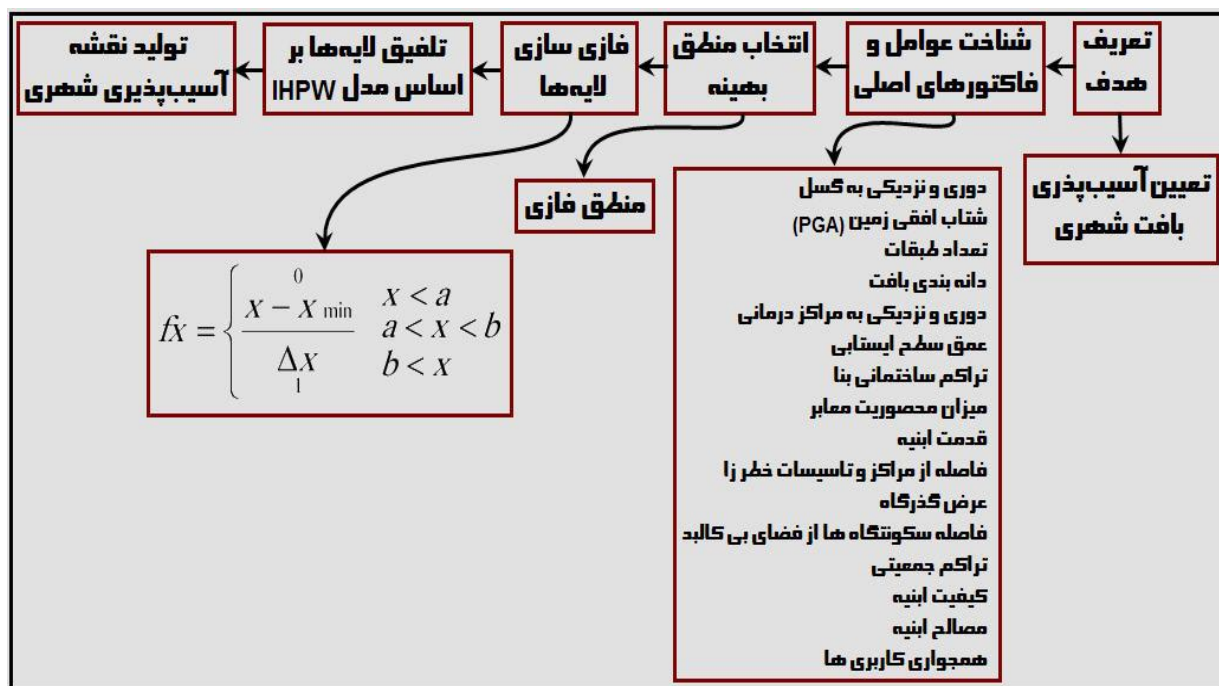 تعریف
هدف
شناخت عوامل و
فاکتورهای اصلی
انتخاب منطق
بهینه
فازی سازی
لایه‌ها
تلفیق لایه‌ها بر
اساس مدل IHPW
تولید نقشه
آسیب‌پذیری شهری
تعیین آسیب‌پذری
بافت شهری
دوری و نزدیکی به گسل
شتاب افقی زمین (PGA)
تعداد طبقات
دانه بندی بافت
دوری و نزدیکی به مراکز درمانی
عمق سطح ایستابی
تراکم ساختمانی بنا
میزان محصوریت معابر
قدمت ابنیه
فاصله از مراکز و تاسیسات خطر زا
عرض گذرگاه
فاصله سکونتگاه ها از فضای بی کالبد
تراکم جمعیتی
کیفیت ابنیه
مصالح ابنیه
همجواری کاربری ها
منطق فازی
0
x − x min x < a
fx = { a < x < b
Δx b < x
1